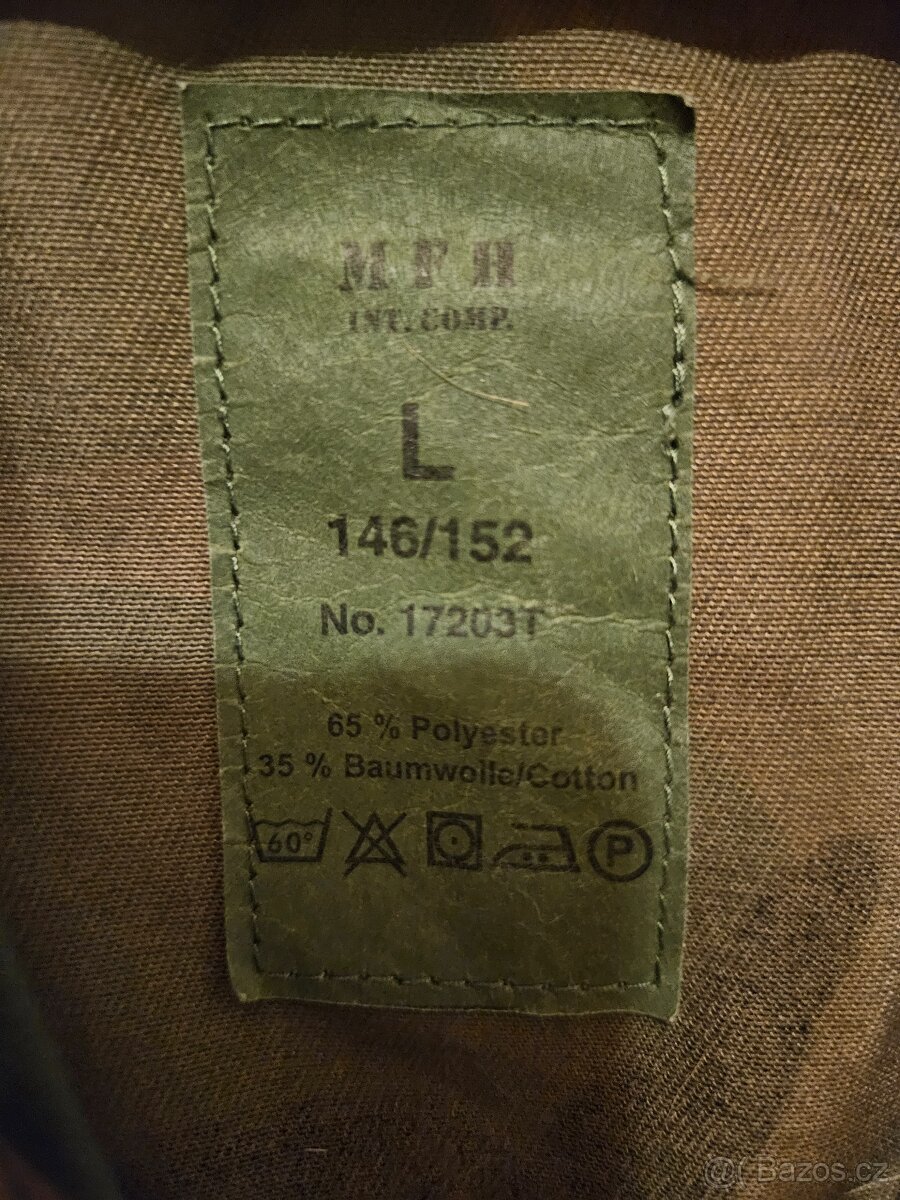 MFH
INT. COMP.
L
146/152
No. 17203T
65 % Polyester
35 % Baumwolle/Cotton
60°
P
@( Bazos.cz